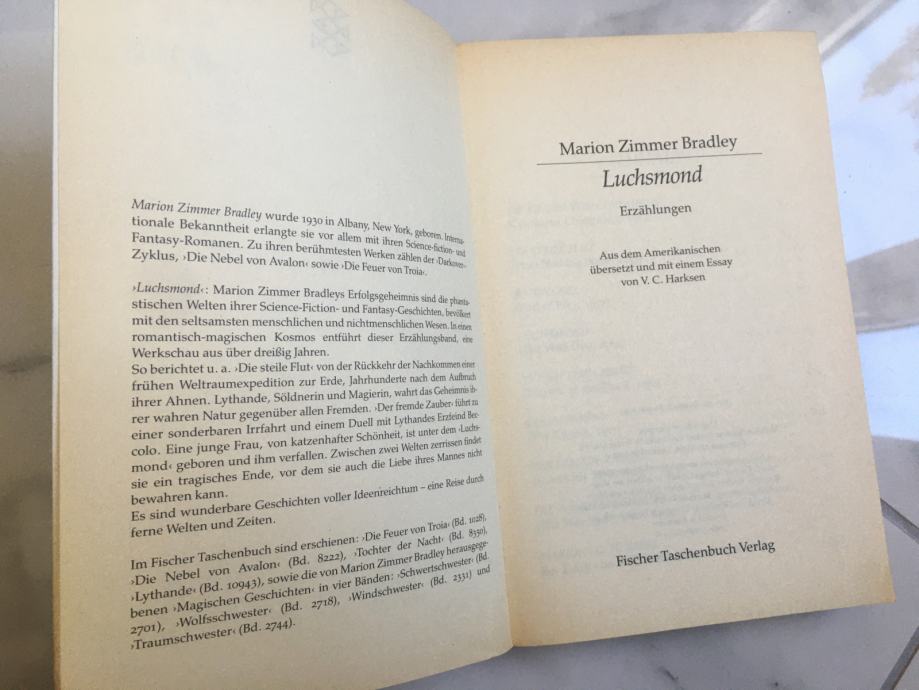 Marion Zimmer Bradley wurde 1930 in Albany, New York, geboren. Interna-
tionale Bekanntheit erlangte sie vor allem mit ihren Science-fiction- und
Fantasy-Romanen. Zu ihren berühmtesten Werken zählen der ›Darkover-
Zyklus, ›Die Nebel von Avalon‹ sowie ›Die Feuer von Troia‹.
›Luchsmond‹: Marion Zimmer Bradleys Erfolgsgeheimnis sind die phanta-
stischen Welten ihrer Science-Fiction- und Fantasy-Geschichten, bevölkert
mit den seltsamsten menschlichen und nichtmenschlichen Wesen. In einen
romantisch-magischen Kosmos entführt dieser Erzählungsband, eine
Werkschau aus über dreißig Jahren.
So berichtet u. a. ›Die steile Flut‹ von der Rückkehr der Nachkommen einer
frühen Weltraumexpedition zur Erde, Jahrhunderte nach dem Aufbruch
ihrer Ahnen. Lythande, Söldnerin und Magierin, wahrt das Geheimnis ih-
rer wahren Natur gegenüber allen Fremden. ›Der fremde Zauber‹ führt zu
einer sonderbaren Irrfahrt und einem Duell mit Lythandes Erzfeind Bec-
colo. Eine junge Frau, von katzenhafter Schönheit, ist unter dem ›Luchs-
mond‹ geboren und ihm verfallen. Zwischen zwei Welten zerrissen findet
sie ein tragisches Ende, vor dem sie auch die Liebe ihres Mannes nicht
bewahren kann.
Es sind wunderbare Geschichten voller Ideenreichtum – eine Reise durch
ferne Welten und Zeiten.
Im Fischer Taschenbuch sind erschienen: ›Die Feuer von Troia‹ (Bd. 1028),
›Die Nebel von Avalon‹ (Bd. 8222), ›Tochter der Nacht‹ (Bd. 8350),
›Lythande‹ (Bd. 10943), sowie die von Marion Zimmer Bradley herausgege-
benen ›Magischen Geschichten‹ in vier Bänden: ›Schwertschwester‹ (Bd.
2701), ›Wolfsschwester‹ (Bd. 2718), ›Windschwester‹ (Bd. 2331) und
›Traumschwester‹ (Bd. 2744).
Marion Zimmer Bradley
Luchsmond
Erzählungen
Aus dem Amerikanischen
übersetzt und mit einem Essay
von V. C. Harksen
Fischer Taschenbuch Verlag